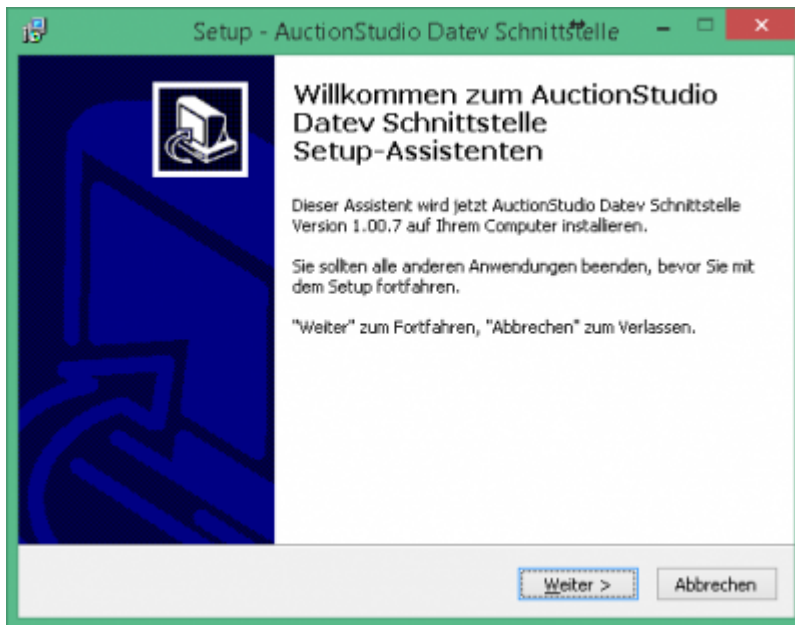 Setup - AuctionStudio Datev Schnittstelle
Willkommen zum AuctionStudio
Datev Schnittstelle
Setup-Assistenten
Dieser Assistent wird jetzt AuctionStudio Datev Schnittstelle
Version 1.00.7 auf Ihrem Computer installieren.
Sie sollten alle anderen Anwendungen beenden, bevor Sie mit
dem Setup fortfahren.
"Weiter" zum Fortfahren, "Abbrechen" zum Verlassen.
Weiter >
Abbrechen